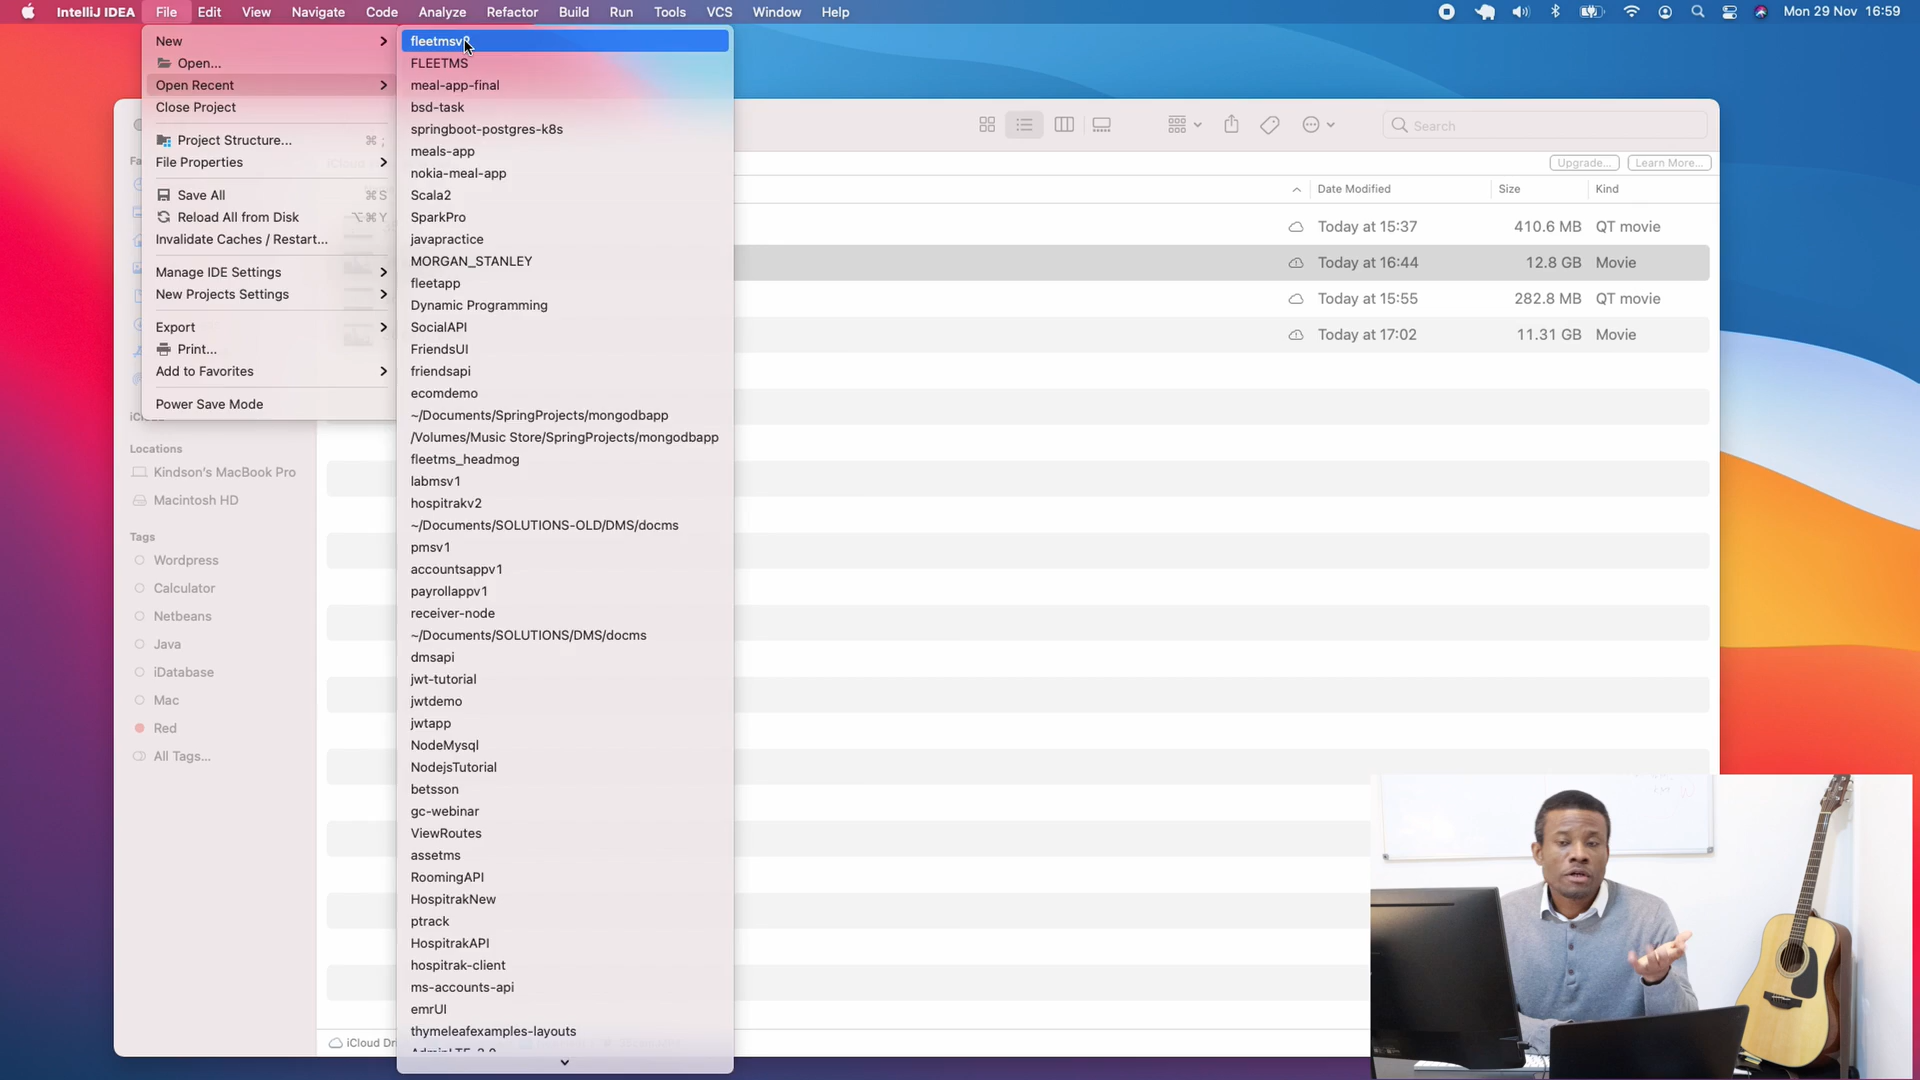 IntelliJ IDEA File Edit View Navigate Code Analyze Refactor Build Run Tools VCS Window Help Mon 29 Nov 16:59
New
Open...
Open Recent
Close Project
Project Structure... ⌘ ;
File Properties
Save All ⌘S
Reload All from Disk ⌥⌘Y
Invalidate Caches / Restart...
Manage IDE Settings
New Projects Settings
Export
Print...
Add to Favorites
Power Save Mode
FLEETMS
meal-app-final
bsd-task
springboot-postgres-k8s
meals-app
nokia-meal-app
Scala2
SparkPro
javapractice
MORGAN_STANLEY
fleetapp
Dynamic Programming
SocialAPI
FriendsUI
friendsapi
ecomdemo
~/Documents/SpringProjects/mongodbapp
/Volumes/Music Store/SpringProjects/mongodbapp
fleetms_headmog
labmsv1
hospitrakv2
~/Documents/SOLUTIONS-OLD/DMS/docms
pmsv1
accountsappv1
payrollappv1
receiver-node
~/Documents/SOLUTIONS/DMS/docms
dmsapi
jwt-tutorial
jwtdemo
jwtapp
NodeMysql
NodejsTutorial
betsson
gc-webinar
ViewRoutes
assetms
RoomingAPI
HospitrakNew
ptrack
HospitrakAPI
hospitrak-client
ms-accounts-api
emrUI
thymeleafexamples-layouts
Search
Upgrade... Learn More...
Date Modified Size Kind
Today at 15:37 410.6 MB QT movie
Today at 16:44 12.8 GB Movie
Today at 15:55 282.8 MB QT movie
Today at 17:02 11.31 GB Movie
Locations
Kindson's MacBook Pro
Macintosh HD
Tags
Wordpress
Calculator
Netbeans
Java
iDatabase
Mac
Red
All Tags...
iCloud